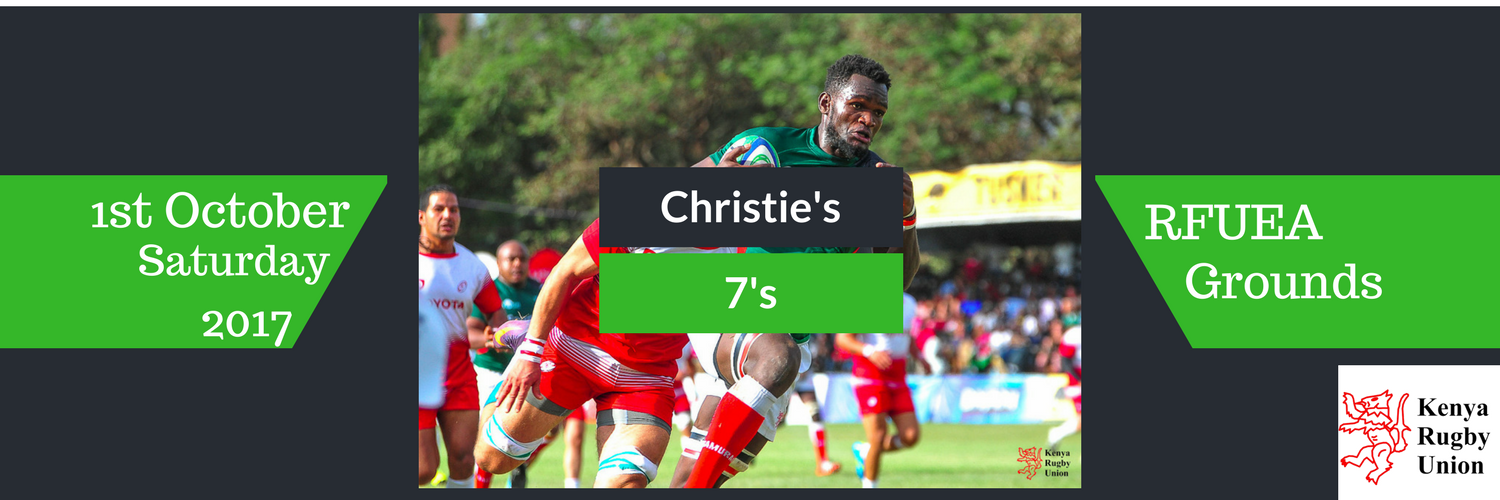 1st October
Saturday
2017
Christie's
7's
RFUEA
Grounds
TUSKER
YOTA
Kenya
Rugby
Union
Kenya
Rugby
Union